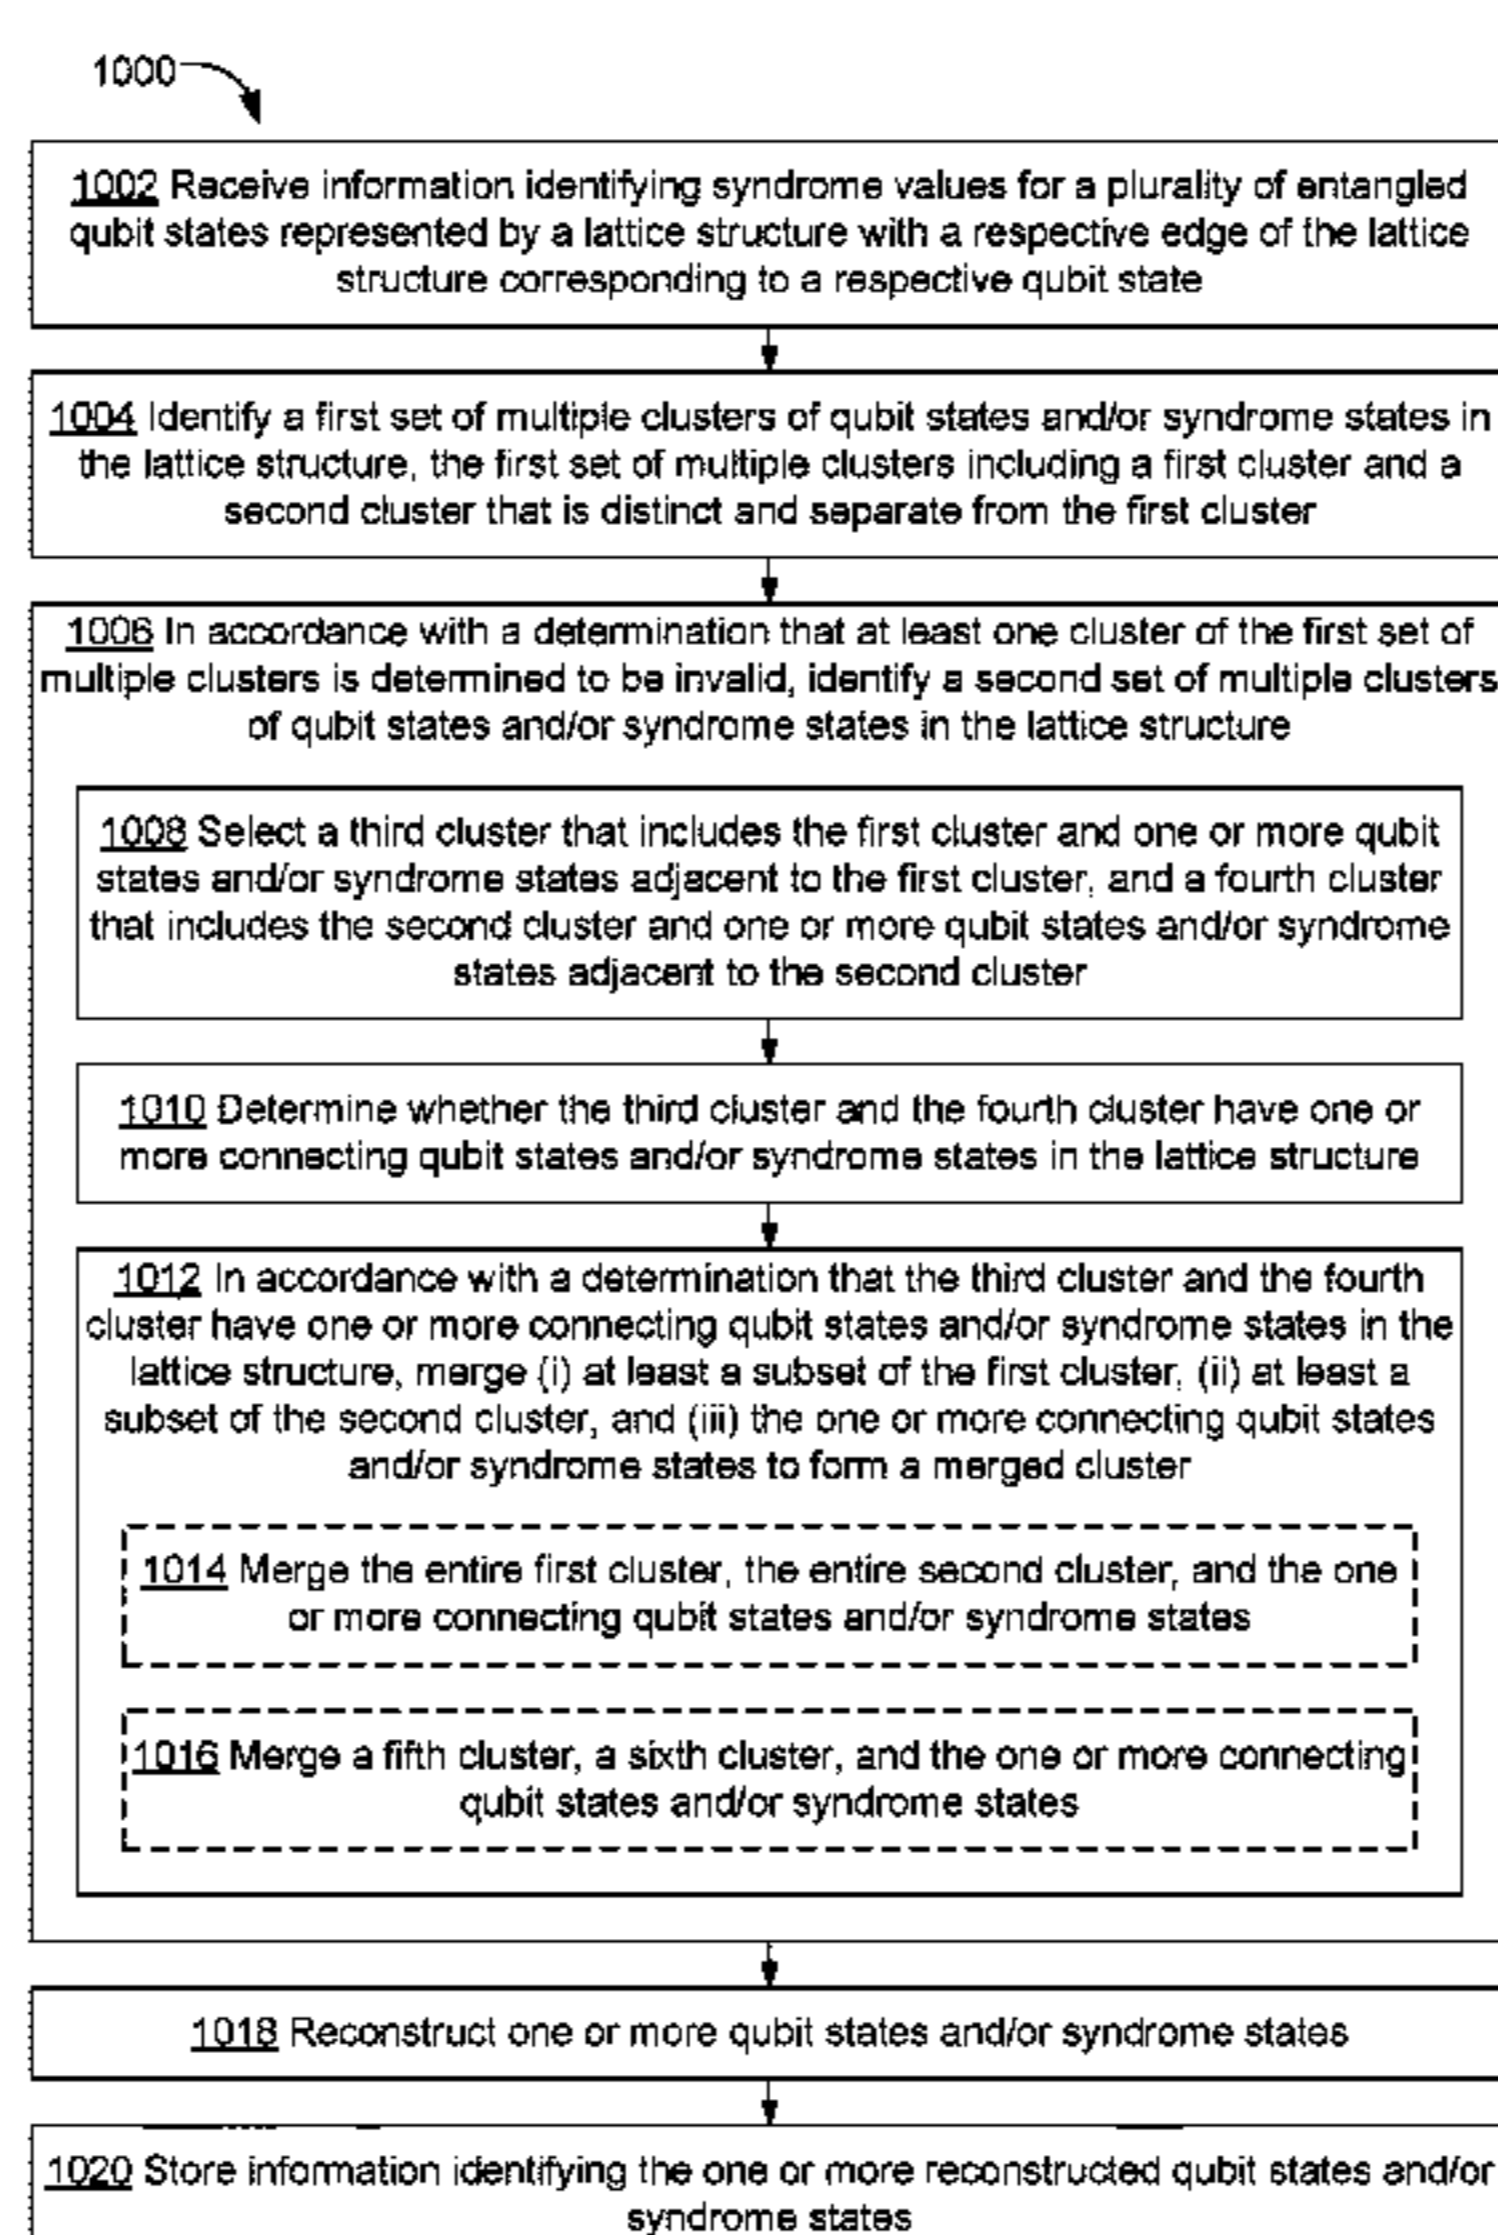 1000
1002 Receive information identifying syndrome values for a plurality of entangled
qubit states represented by a lattice structure with a respective edge of the lattice
structure corresponding to a respective qubit state
1004 Identify a first set of multiple clusters of qubit states and/or syndrome states in
the lattice structure, the first set of multiple clusters including a first cluster and a
second cluster that is distinct and separate from the first cluster
1006 In accordance with a determination that at least one cluster of the first set of
multiple clusters is determined to be invalid, identify a second set of multiple clusters
of qubit states and/or syndrome states in the lattice structure
1008 Select a third cluster that includes the first cluster and one or more qubit
states and/or syndrome states adjacent to the first cluster, and a fourth cluster
that includes the second cluster and one or more qubit states and/or syndrome
states adjacent to the second cluster
1010 Determine whether the third cluster and the fourth cluster have one or
more connecting qubit states and/or syndrome states in the lattice structure
1012 In accordance with a determination that the third cluster and the fourth
cluster have one or more connecting qubit states and/or syndrome states in the
lattice structure, merge (i) at least a subset of the first cluster, (ii) at least a
subset of the second cluster, and (iii) the one or more connecting qubit states
and/or syndrome states to form a merged cluster
1014 Merge the entire first cluster, the entire second cluster, and the one
or more connecting qubit states and/or syndrome states
1016 Merge a fifth cluster, a sixth cluster, and the one or more connecting
qubit states and/or syndrome states
1018 Reconstruct one or more qubit states and/or syndrome states
1020 Store information identifying the one or more reconstructed qubit states and/or
syndrome states